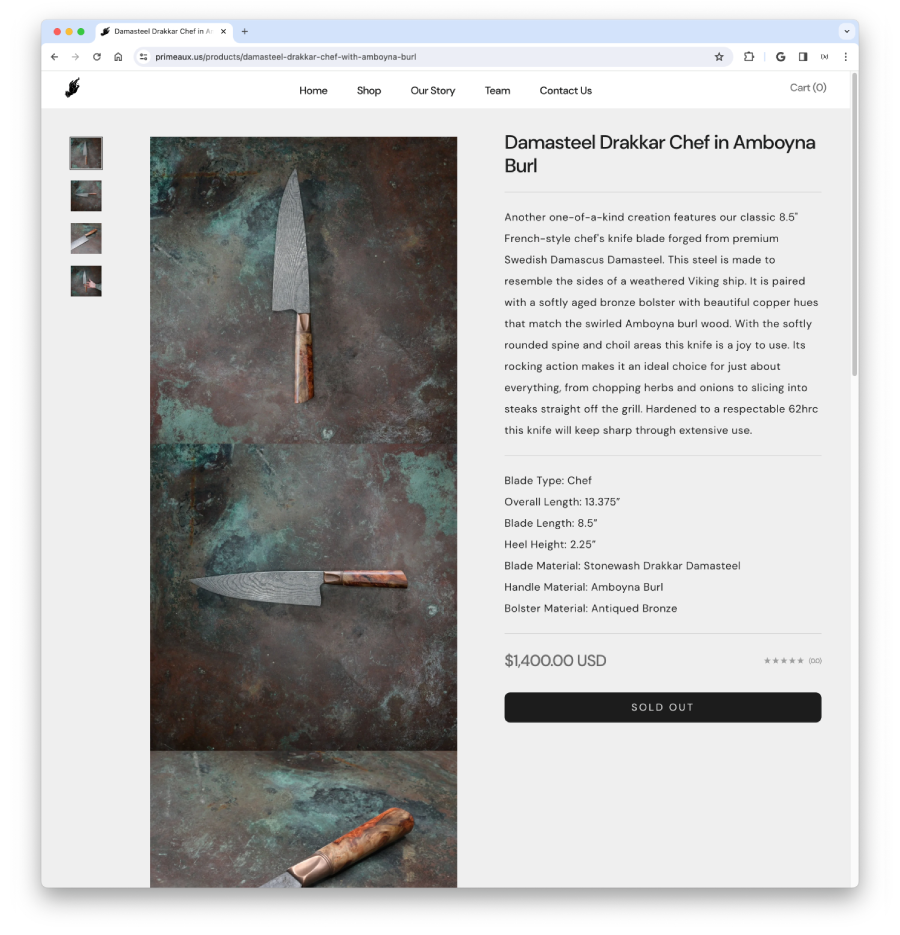 Damasteel Drakkar Chef in A
primeaux.us/products/damasteel-drakkar-chef-with-amboyna-burl
Home Shop Our Story Team Contact Us Cart (0)
Damasteel Drakkar Chef in Amboyna
Burl
Another one-of-a-kind creation features our classic 8.5"
French-style chef's knife blade forged from premium
Swedish Damascus Damasteel. This steel is made to
resemble the sides of a weathered Viking ship. It is paired
with a softly aged bronze bolster with beautiful copper hues
that match the swirled Amboyna burl wood. With the softly
rounded spine and choil areas this knife is a joy to use. Its
rocking action makes it an ideal choice for just about
everything, from chopping herbs and onions to slicing into
steaks straight off the grill. Hardened to a respectable 62hrc
this knife will keep sharp through extensive use.
Blade Type: Chef
Overall Length: 13.375”
Blade Length: 8.5”
Heel Height: 2.25”
Blade Material: Stonewash Drakkar Damasteel
Handle Material: Amboyna Burl
Bolster Material: Antiqued Bronze
$1,400.00 USD
(00)
SOLD OUT